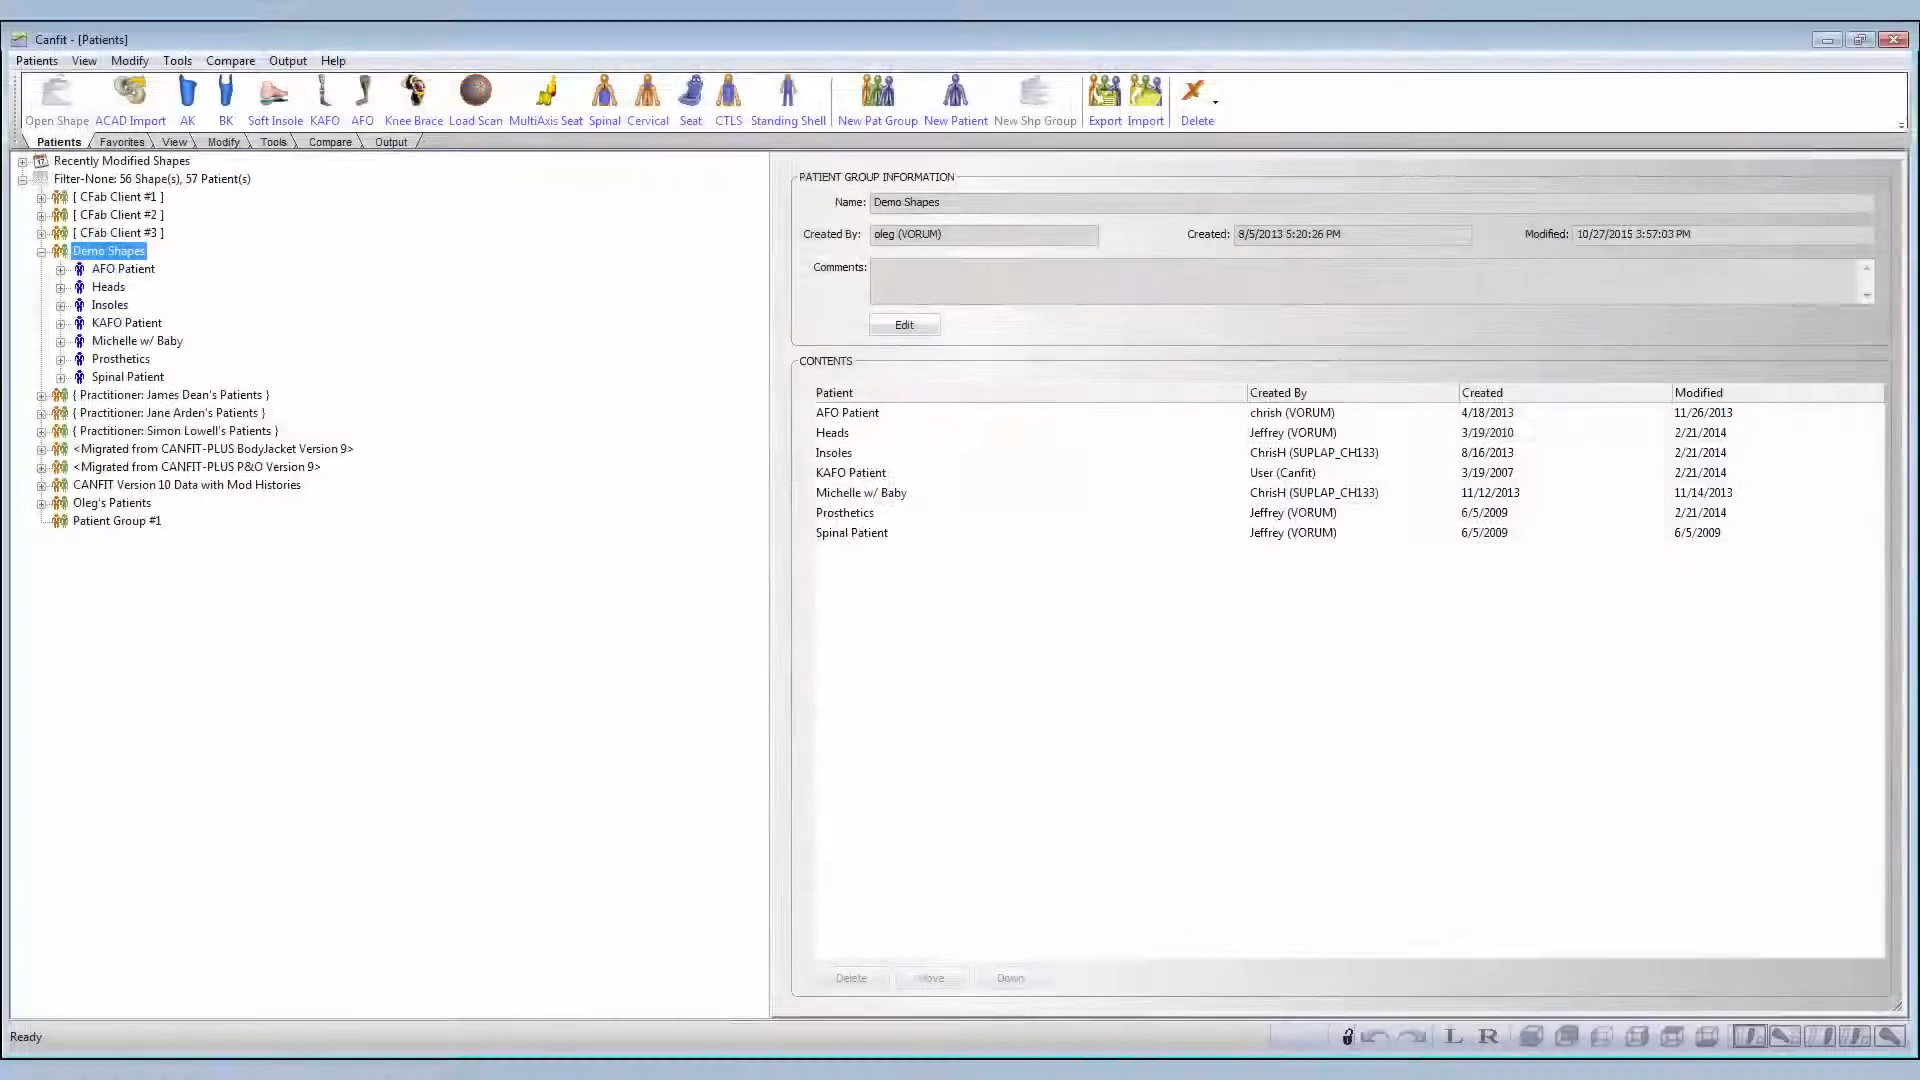 Canfit - [Patients]
Patients View Modify Tools Compare Output Help
Open Shape ACAD Import AK BK Soft Insole KAFO AFO Knee Brace Load Scan MultiAxis Seat Spinal Cervical Seat CTLS Standing Shell New Pat Group New Patient New Shp Group Export Import Delete
Patients Favorites View Modify Tools Compare Output
Recently Modified Shapes
Filter-None: 56 Shape(s), 57 Patient(s)
[ CFab Client #1 ]
[ CFab Client #2 ]
[ CFab Client #3 ]
Demo Shapes
AFO Patient
Heads
Insoles
KAFO Patient
Michelle w/ Baby
Prosthetics
Spinal Patient
{ Practitioner: James Dean's Patients }
{ Practitioner: Jane Arden's Patients }
{ Practitioner: Simon Lowell's Patients }
<Migrated from CANFIT-PLUS BodyJacket Version 9>
<Migrated from CANFIT-PLUS P&O Version 9>
CANFIT Version 10 Data with Mod Histories
Oleg's Patients
Patient Group #1
PATIENT GROUP INFORMATION
Name: Demo Shapes
Created By: oleg (VORUM) Created: 8/5/2013 5:20:26 PM Modified: 10/27/2015 3:57:03 PM
Comments:
Edit
CONTENTS
Patient Created By Created Modified
AFO Patient chrish (VORUM) 4/18/2013 11/26/2013
Heads Jeffrey (VORUM) 3/19/2010 2/21/2014
Insoles ChrisH (SUPLAP_CH133) 8/16/2013 2/21/2014
KAFO Patient User (Canfit) 3/19/2007 2/21/2014
Michelle w/ Baby ChrisH (SUPLAP_CH133) 11/12/2013 11/14/2013
Prosthetics Jeffrey (VORUM) 6/5/2009 2/21/2014
Spinal Patient Jeffrey (VORUM) 6/5/2009 6/5/2009
Delete Move Down
Ready L R